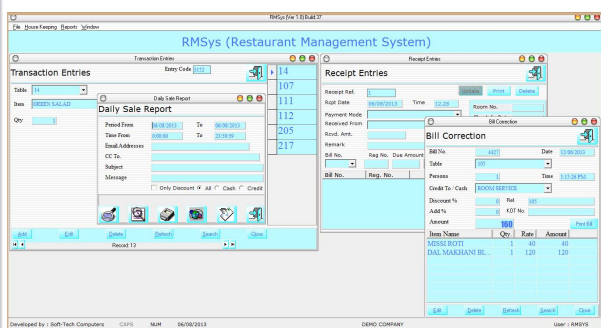 RMSys (Ver 1.0) Build:37
File House Keeping Reports Window
RMSys (Restaurant Management System)
Transaction Entries
Transaction Entries
Entry Code 1152
Table 14
Item GREEN SALAD
Qty 1
Daily Sale Report
Daily Sale Report
Period From 06/08/2013 To 06/08/2013
Time From 0:00:00 To 23:59:59
Email Addresses
CC To.
Subject
Message
Only Discount All Cash Credit
Add Edit Delete Refresh Search Close
Record: 13
14
107
111
112
205
217
Receipt Entries
Receipt Entries
Update Print Delete
Receipt Ref. 1
Rcpt Date 06/08/2013 Time 12.28
Room No.
Payment Mode
Received From
Rcvd. Amt.
Remark
Bill No. Reg No. Due Amount
Bill No. Reg. No.
Bill Correction
Bill Correction
Bill No. 4427 Date 12/06/2013
Table 107
Persons 1 Time 1:13:26 PM
Credit To / Cash ROOM SERVICE
Discount % 0 Ref. 105
Add % 0 KOT No.
Amount 160 Print Bill
Item Name Qty Rate Amount
MISSI ROTI 1 40 40
DAL MAKHANI BL... 1 120 120
Edit Delete Refresh Search Close
Developed by : Soft-Tech Computers CAPS NUM 06/08/2013 DEMO COMPANY User : RMSYS